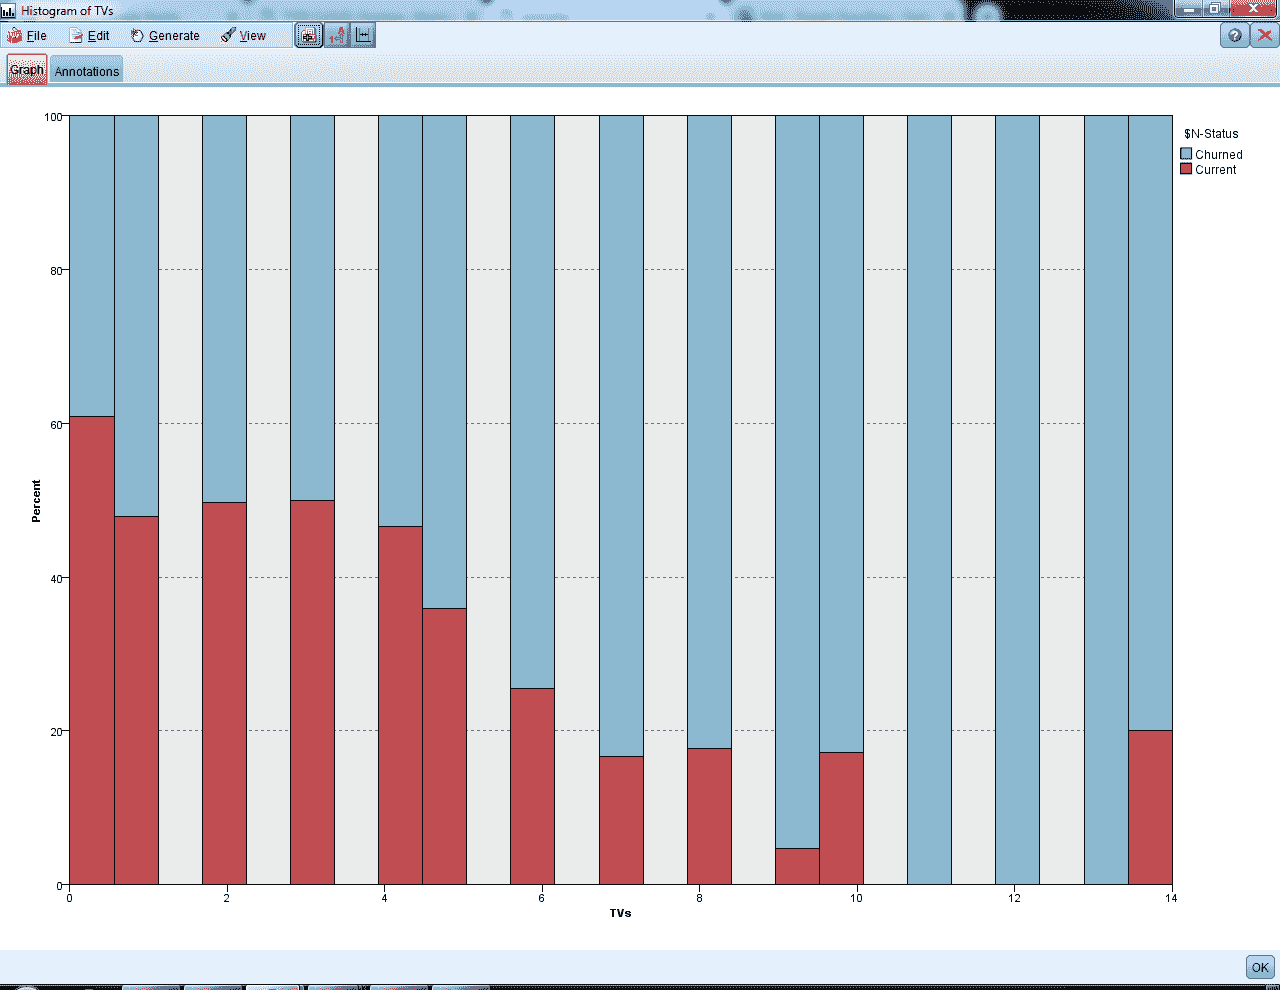 Histogram of TVs
File Edit Generate View
Graph Annotations
$N-Status
Churned
Current
100
80
60
40
20
0
Percent
0 2 4 6 8 10 12 14
TVs
OK